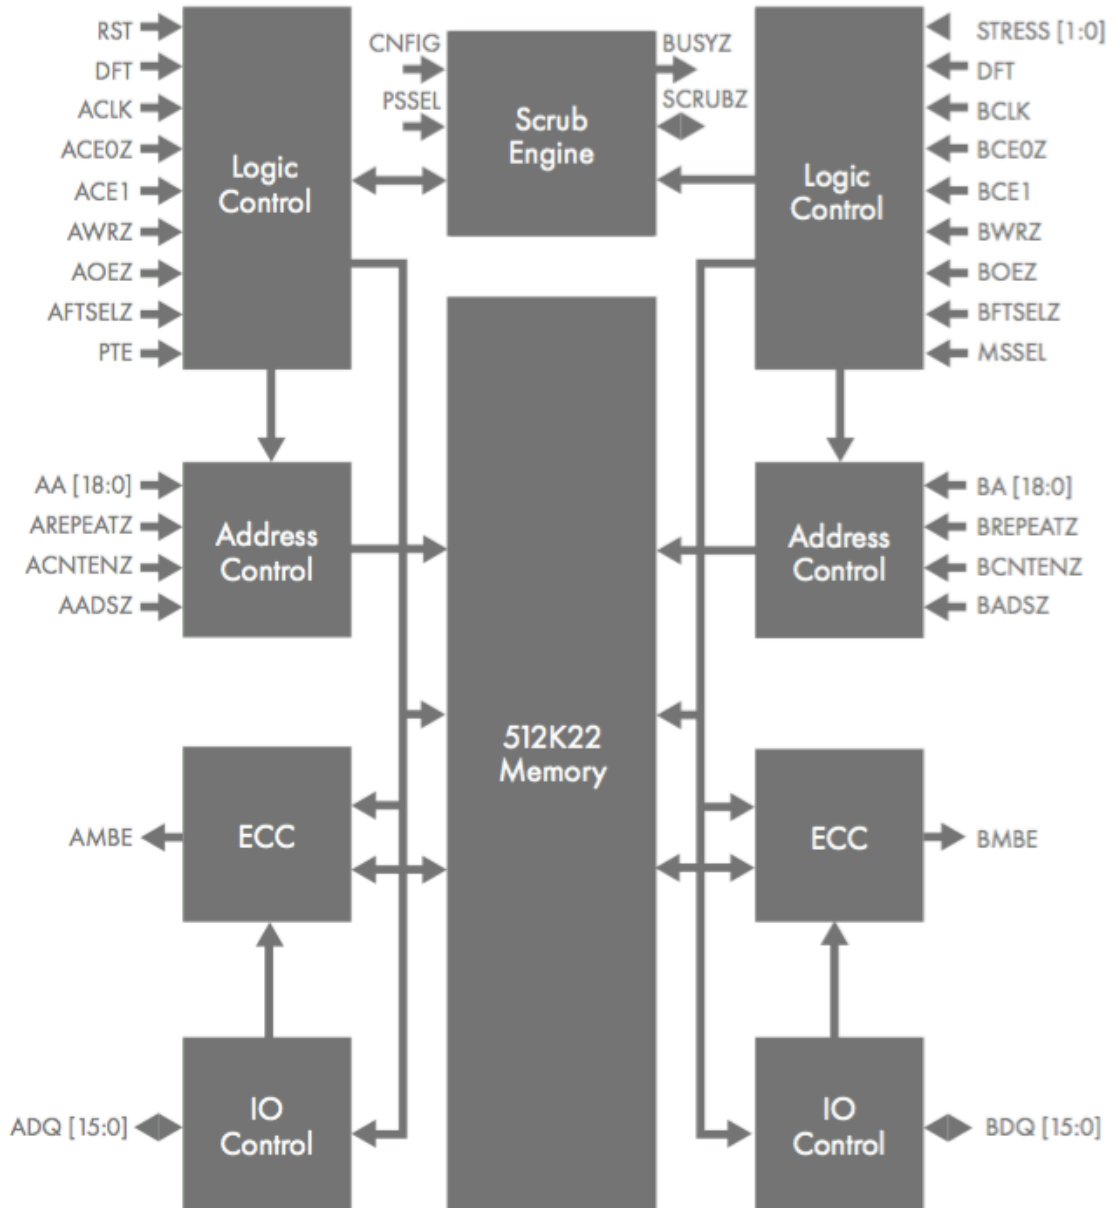 RST
DFT
ACLK
ACE0Z
ACE1
AWRZ
AOEZ
AFTSELZ
PTE
Logic
Control
CNFIG
PSSEL
Scrub
Engine
BUSYZ
SCRUBZ
Logic
Control
STRESS [1:0]
DFT
BCLK
BCE0Z
BCE1
BWRZ
BOEZ
BFTSELZ
MSSEL
AA [18:0]
AREPEATZ
ACNTENZ
AADSZ
Address
Control
Address
Control
BA [18:0]
BREPEATZ
BCNTENZ
BADSZ
512K22
Memory
AMBE
ECC
ECC
BMBE
ADQ [15:0]
IO
Control
IO
Control
BDQ [15:0]